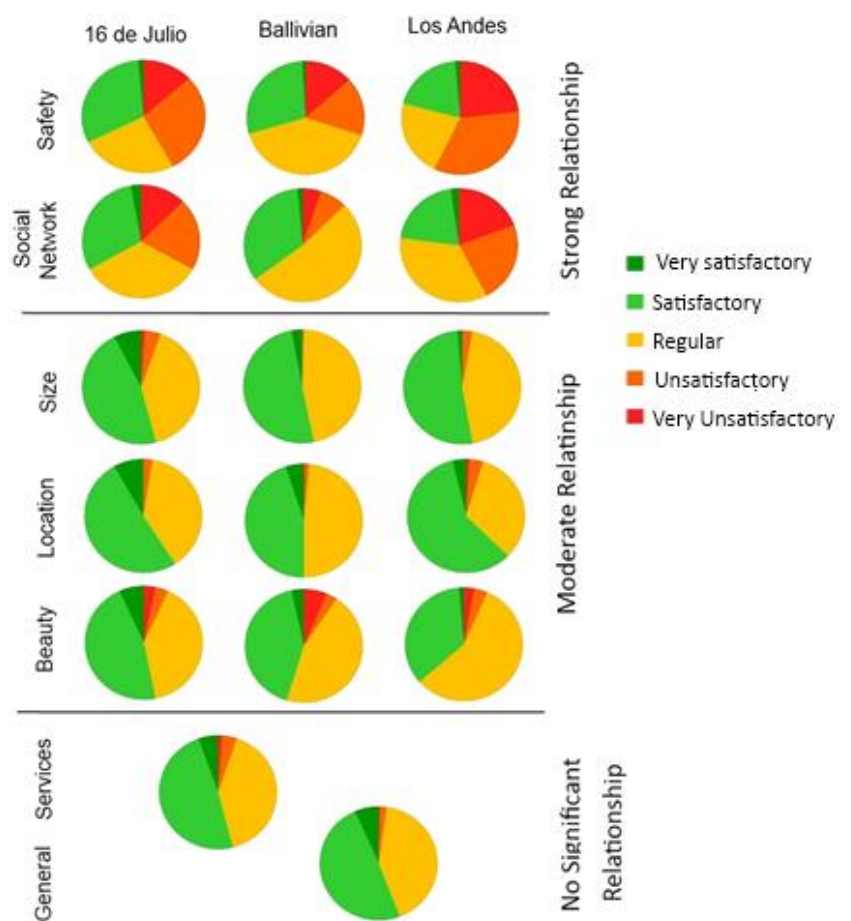 16 de Julio
Ballivian
Los Andes
Safety
Social
Network
Strong Relationship
Very satisfactory
Satisfactory
Regular
Unsatisfactory
Very Unsatisfactory
Size
Location
Beauty
Moderate Relatinship
Services
General
No Significant
Relationship